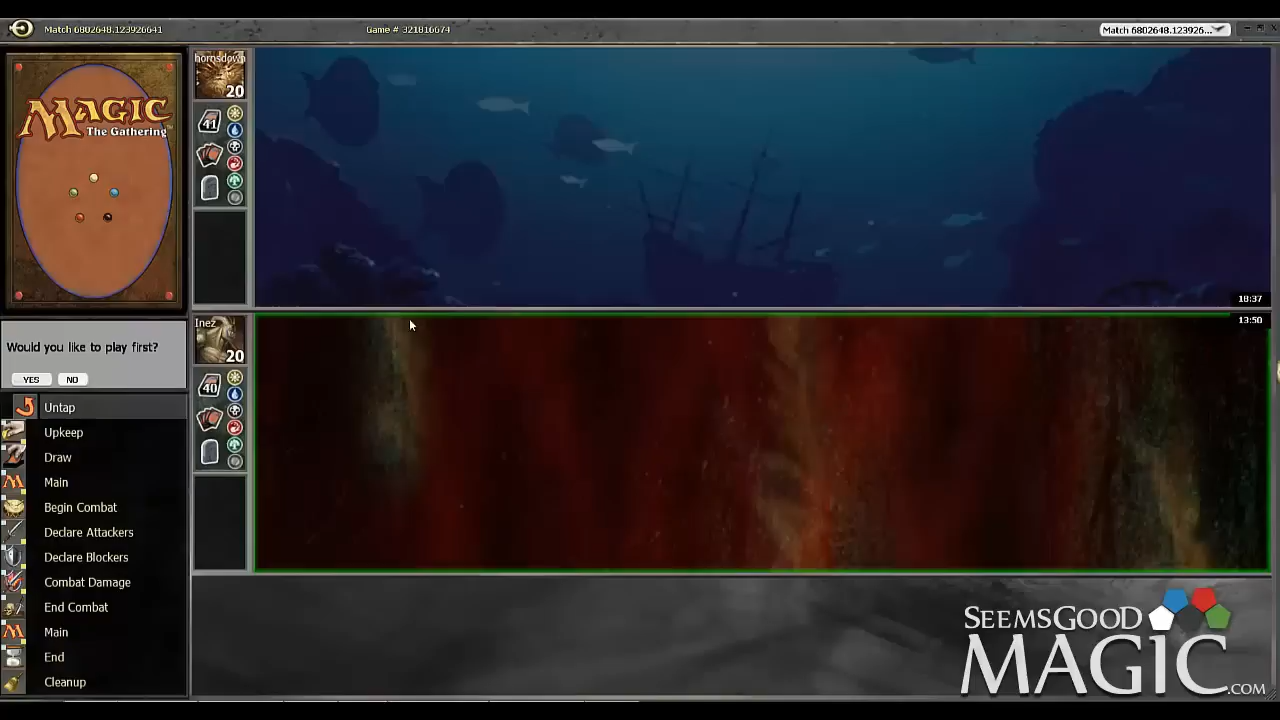 Match 6802648.123926641
Game # 321816674
Match 6802648.123926...
MAGIC
The Gathering
hornsdown
20
41
18:37
13:50
Would you like to play first?
YES NO
Inez
20
40
Untap
Upkeep
Draw
Main
Begin Combat
Declare Attackers
Declare Blockers
Combat Damage
End Combat
Main
End
Cleanup
SEEMSGOOD
MAGIC.COM